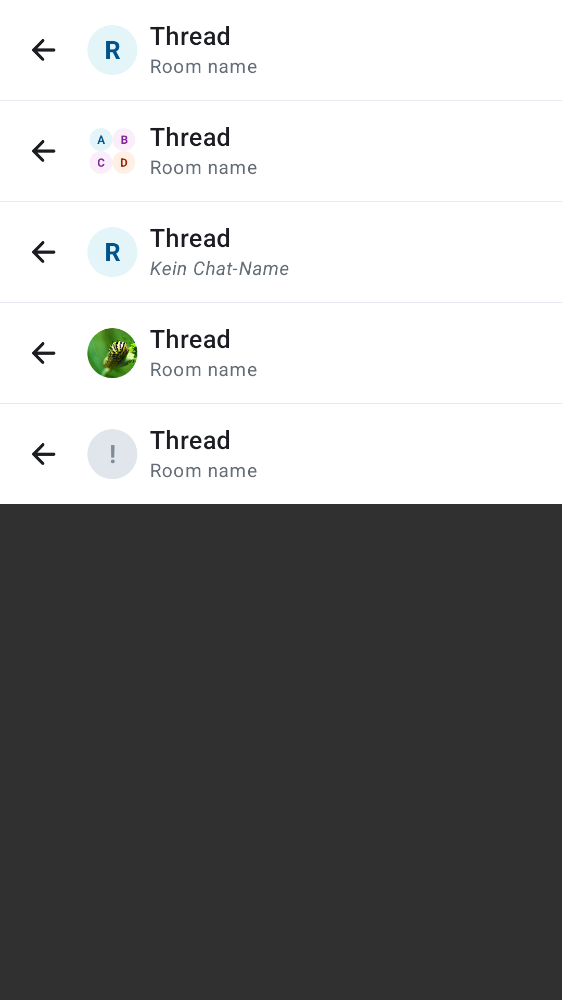 R
Thread
Room name
A B
C D
Thread
Room name
R
Thread
Kein Chat-Name
Thread
Room name
!
Thread
Room name